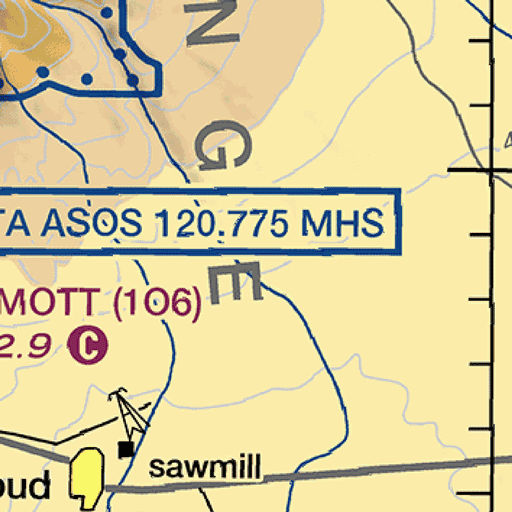 N
G
E
TA ASOS 120.775 MHS
MOTT (106)
2.9 C
sawmill
oud